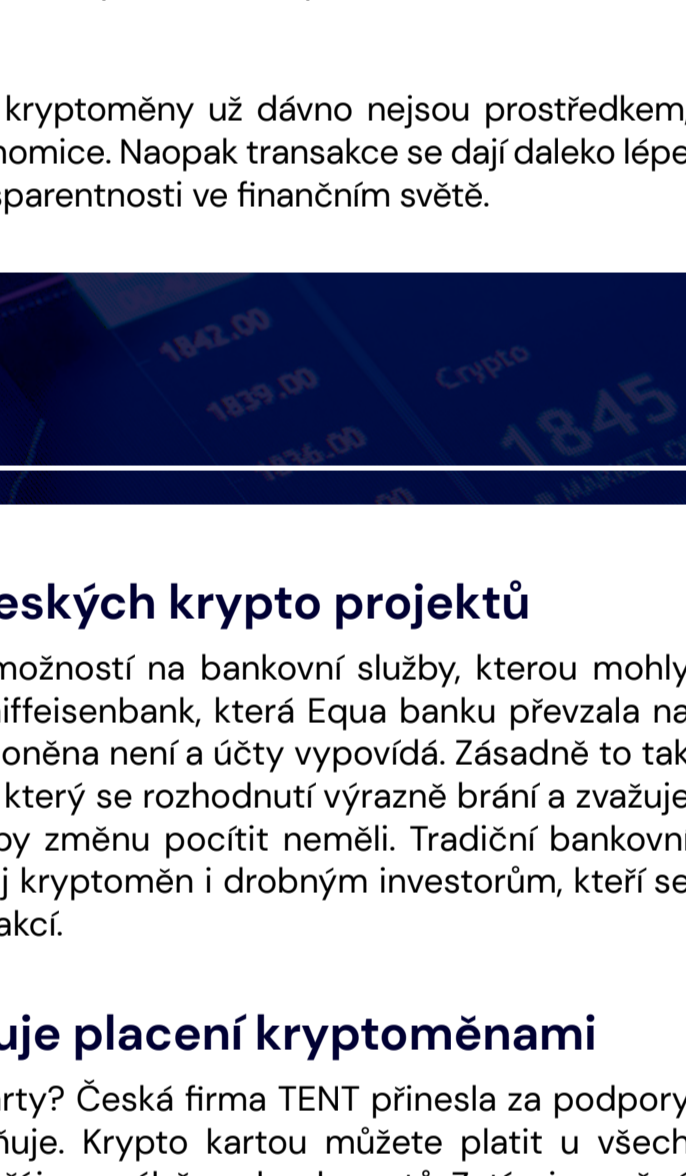 kryptoměny už dávno nejsou prostředkem,
nomice. Naopak transakce se dají daleko lépe
sparentnosti ve finančním světě.
1842.00
1839.00
Crypto
1836.00
1845
.00
MARKET
eských krypto projektů
možností na bankovní služby, kterou mohly
iffeisenbank, která Equa banku převzala na
oněna není a účty vypovídá. Zásadně to tak
který se rozhodnutí výrazně brání a zvažuje
by změnu pocítit neměli. Tradiční bankovní
j kryptoměn i drobným investorům, kteří se
akcí.
uje placení kryptoměnami
rty? Česká firma TENT přinesla za podpory
ňuje. Krypto kartou můžete platit u všech